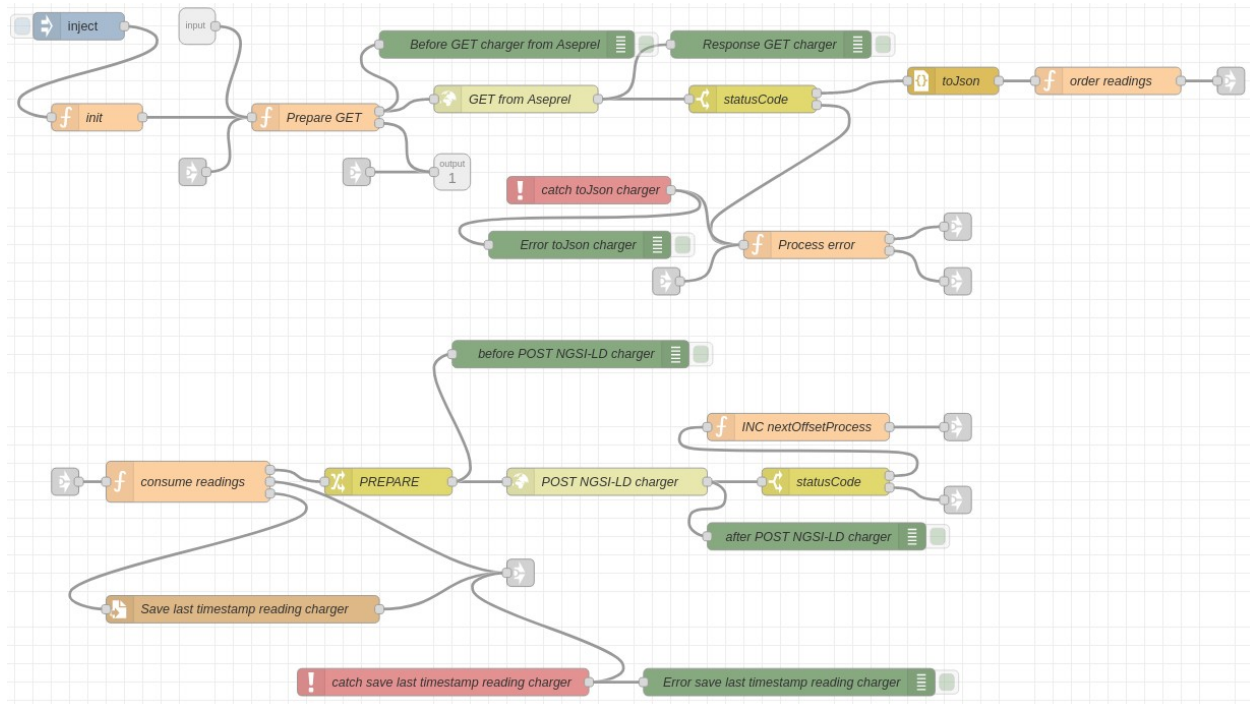 inject
input
Before GET charger from Aseprel
Response GET charger
GET from Aseprel
statusCode
toJson
order readings
init
Prepare GET
output
1
catch toJson charger
Error toJson charger
Process error
before POST NGSI-LD charger
INC nextOffsetProcess
consume readings
PREPARE
POST NGSI-LD charger
statusCode
after POST NGSI-LD charger
Save last timestamp reading charger
catch save last timestamp reading charger
Error save last timestamp reading charger